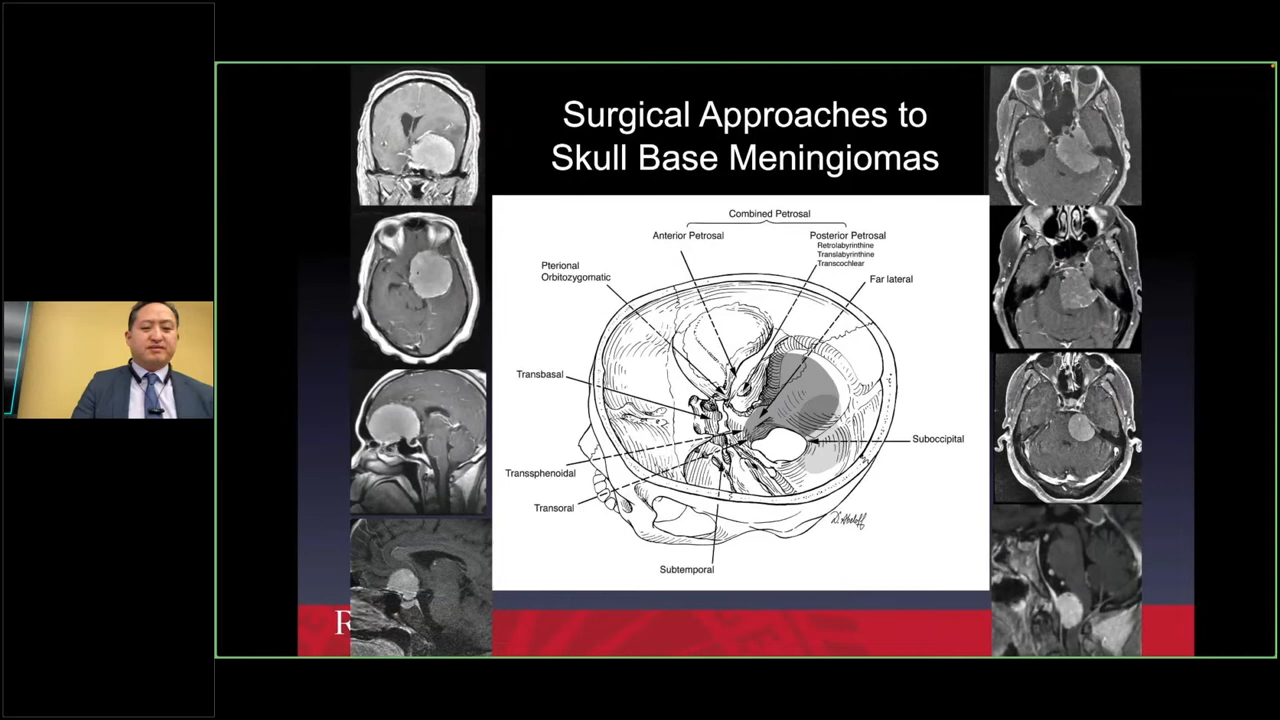 Surgical Approaches to
Skull Base Meningiomas
Combined Petrosal
Anterior Petrosal
Posterior Petrosal
Retrolabyrinthine
Translabyrinthine
Transcochlear
Pterional
Orbitozygomatic
Far lateral
Transbasal
Suboccipital
Transsphenoidal
Transoral
Subtemporal
R